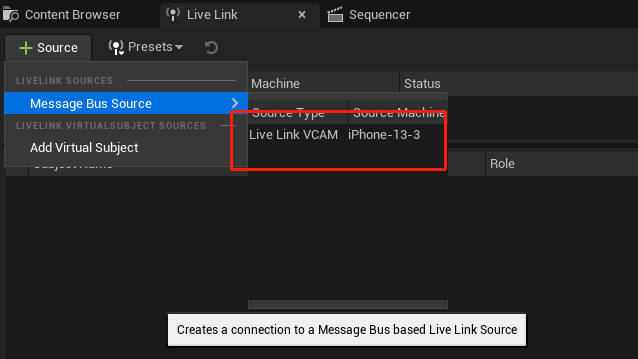 Content Browser Live Link × Sequencer
+ Source Presets
LIVELINK SOURCES Machine Status
Message Bus Source
Source Type Source Machine
LIVELINK VIRTUALSUBJECT SOURCES
Live Link VCAM iPhone-13-3
Add Virtual Subject
Subject Name Role
Creates a connection to a Message Bus based Live Link Source